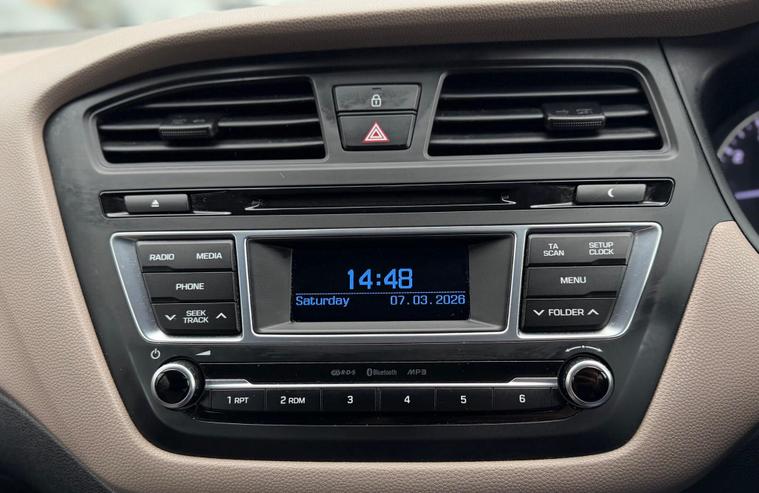 RADIO MEDIA
TA SCAN SETUP CLOCK
14:48
PHONE
MENU
Saturday 07.03.2026
SEEK TRACK
FOLDER
R·D·S Bluetooth MP3
1 RPT 2 RDM 3 4 5 6